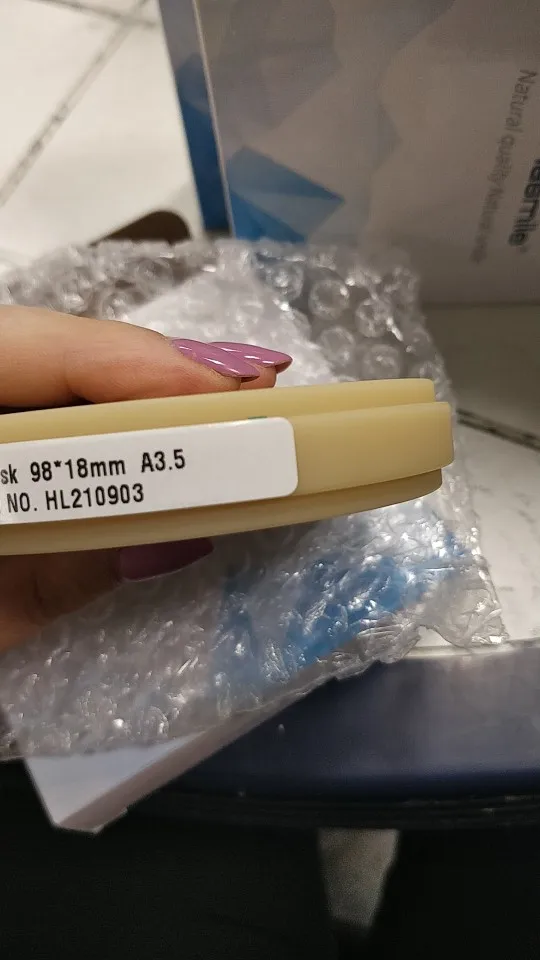 sk 98*18mm A3.5
NO. HL210903
Natural quality